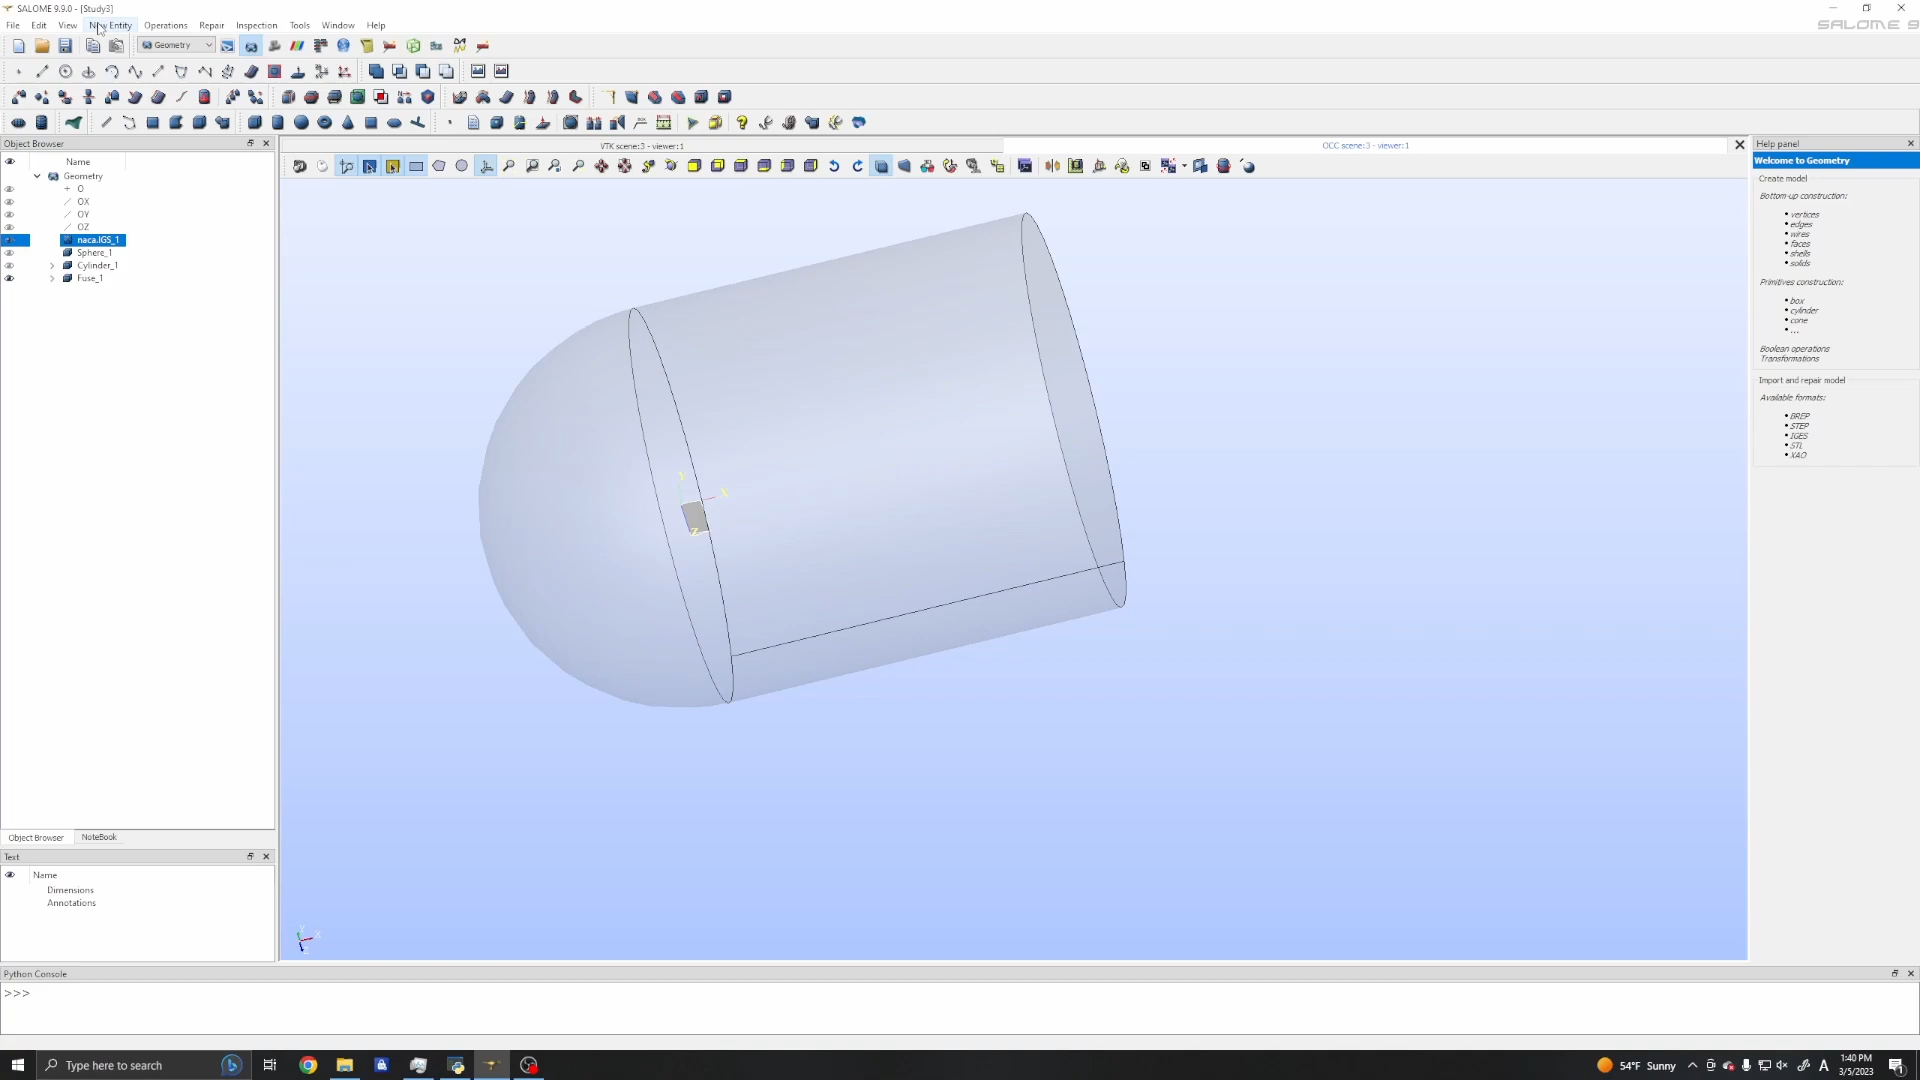 SALOME 9.9.0 - [Study3]
File Edit View New Entity Operations Repair Inspection Tools Window Help
SALOME 9
Geometry
Object Browser
Name
Geometry
O
OX
OY
OZ
naca.IGS_1
Sphere_1
Cylinder_1
Fuse_1
Object Browser NoteBook
Text
Name
Dimensions
Annotations
VTK scene:3 - viewer:1
OCC scene:3 - viewer:1
Y
X
Z
Help panel
Welcome to Geometry
Create model
Bottom-up construction:
vertices
edges
wires
faces
shells
solids
Primitives construction:
box
cylinder
cone
...
Boolean operations
Transformations
Import and repair model
Available formats:
BREP
STEP
IGES
STL
XAO
Python Console
>>>
Type here to search
54°F Sunny
A
1:40 PM
3/5/2023
1